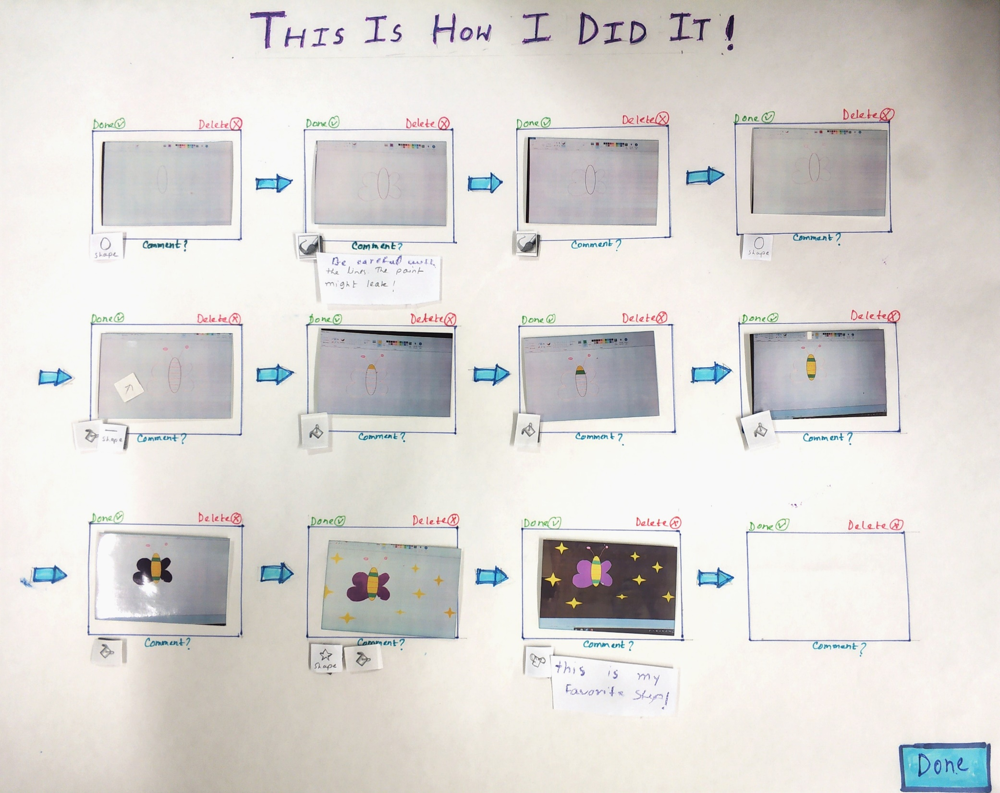 THIS IS HOW I DID IT!
Done Delete Done Delete Done Delete Done Delete
shape Comment? Comment? Comment? shape Comment?
Be careful with
the lines. The paint
might leak!
Done Delete Done Delete Done Delete Done Delete
shape Comment? Comment? Comment? Comment?
Done Delete Done Delete Done Delete Done Delete
Comment? Comment? Comment? Comment?
shape
this is my
Favorite Step!
Done